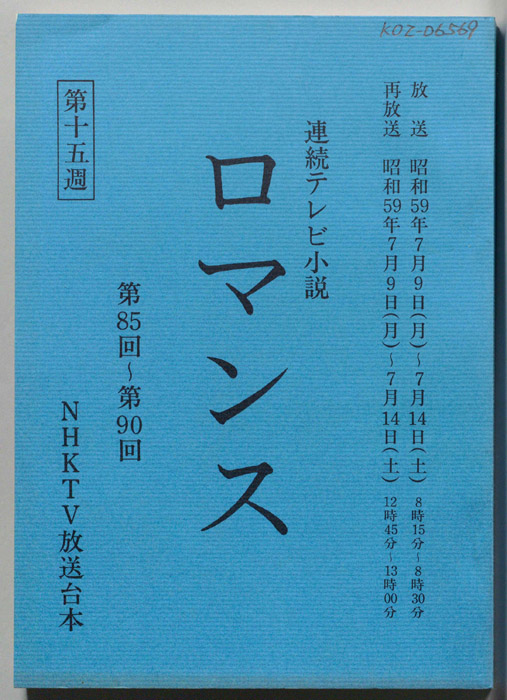 KOZ-D6569
放送 昭和59年7月9日(月)～7月14日(土) 8時15分～8時30分
再放送 昭和59年7月9日(月)～7月14日(土) 12時45分～13時00分
連続テレビ小説
ロマンス
第85回～第90回
第十五週
NHKTV放送台本